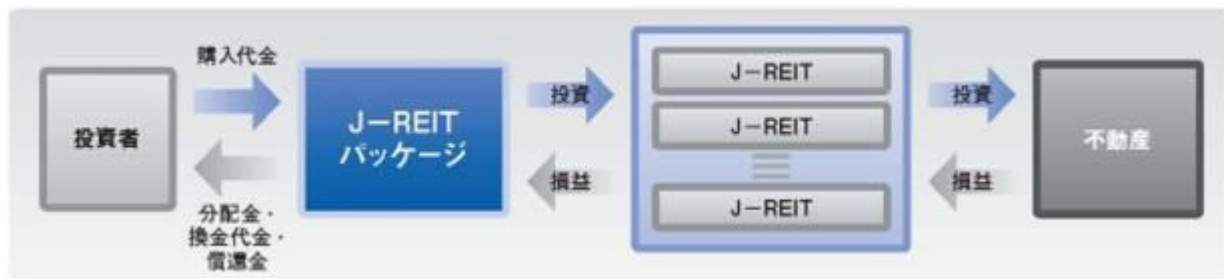 購入代金
投資者
J-REIT
パッケージ
分配金・
換金代金・
償還金
投資
損益
J-REIT
J-REIT
J-REIT
投資
損益
不動産